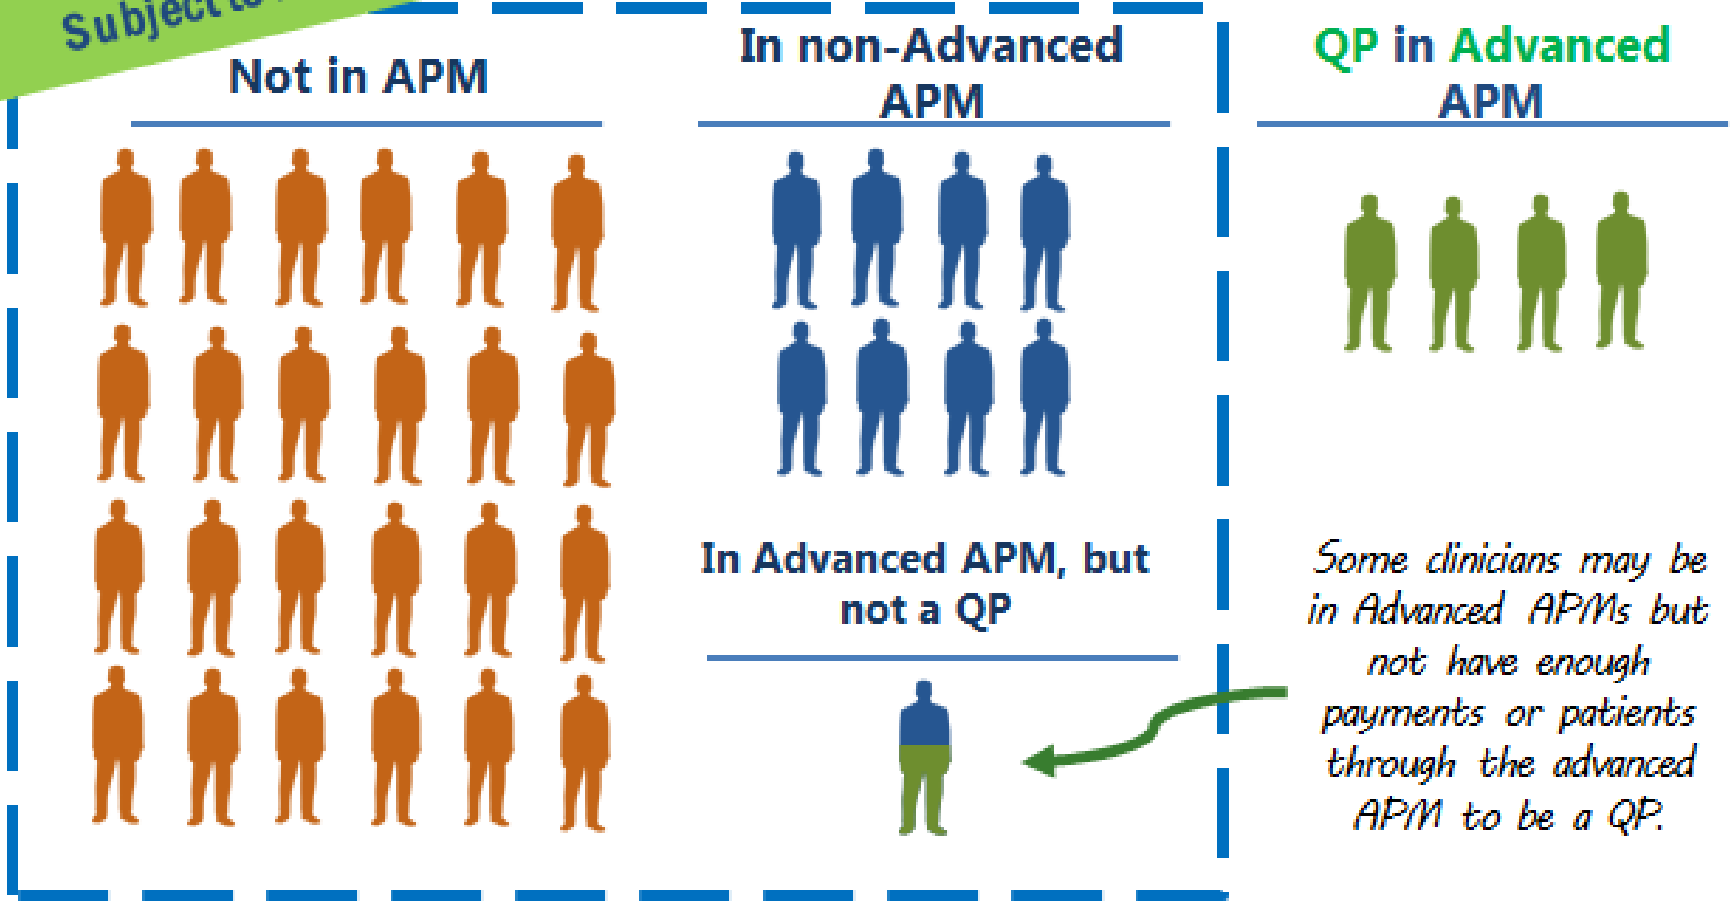 Subject to
Not in APM
In non-Advanced
APM
QP in Advanced
APM
In Advanced APM, but
not a QP
Some clinicians may be
in Advanced APMs but
not have enough
payments or patients
through the advanced
APM to be a QP.